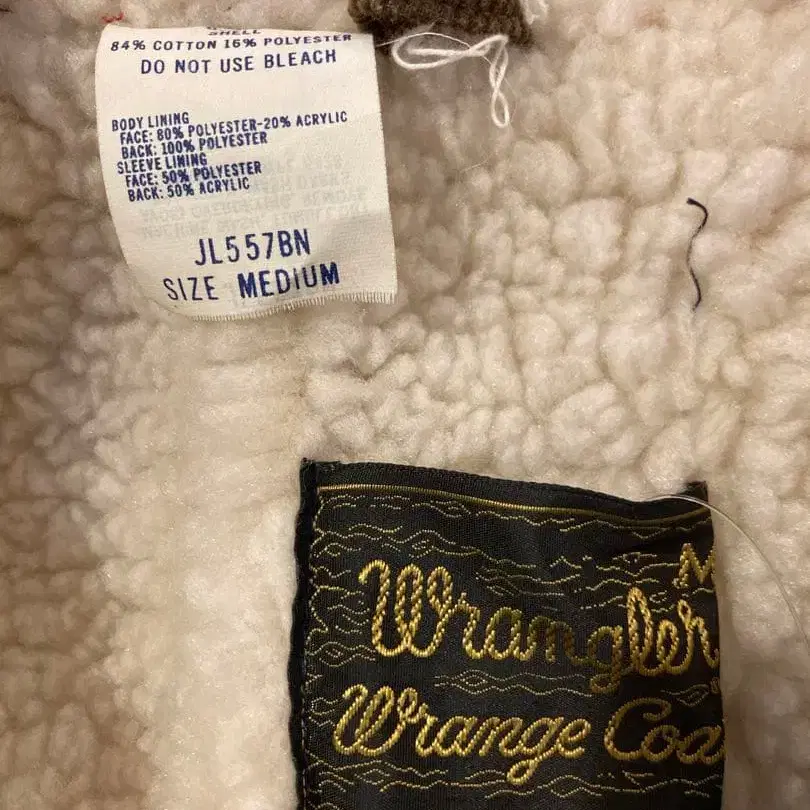 SHELL
84% COTTON 16% POLYESTER
DO NOT USE BLEACH
BODY LINING
FACE: 80% POLYESTER-20% ACRYLIC
BACK: 100% POLYESTER
SLEEVE LINING
FACE: 50% POLYESTER
BACK: 50% ACRYLIC
JL557BN
SIZE MEDIUM
M
Wrangler
Wrange Coa